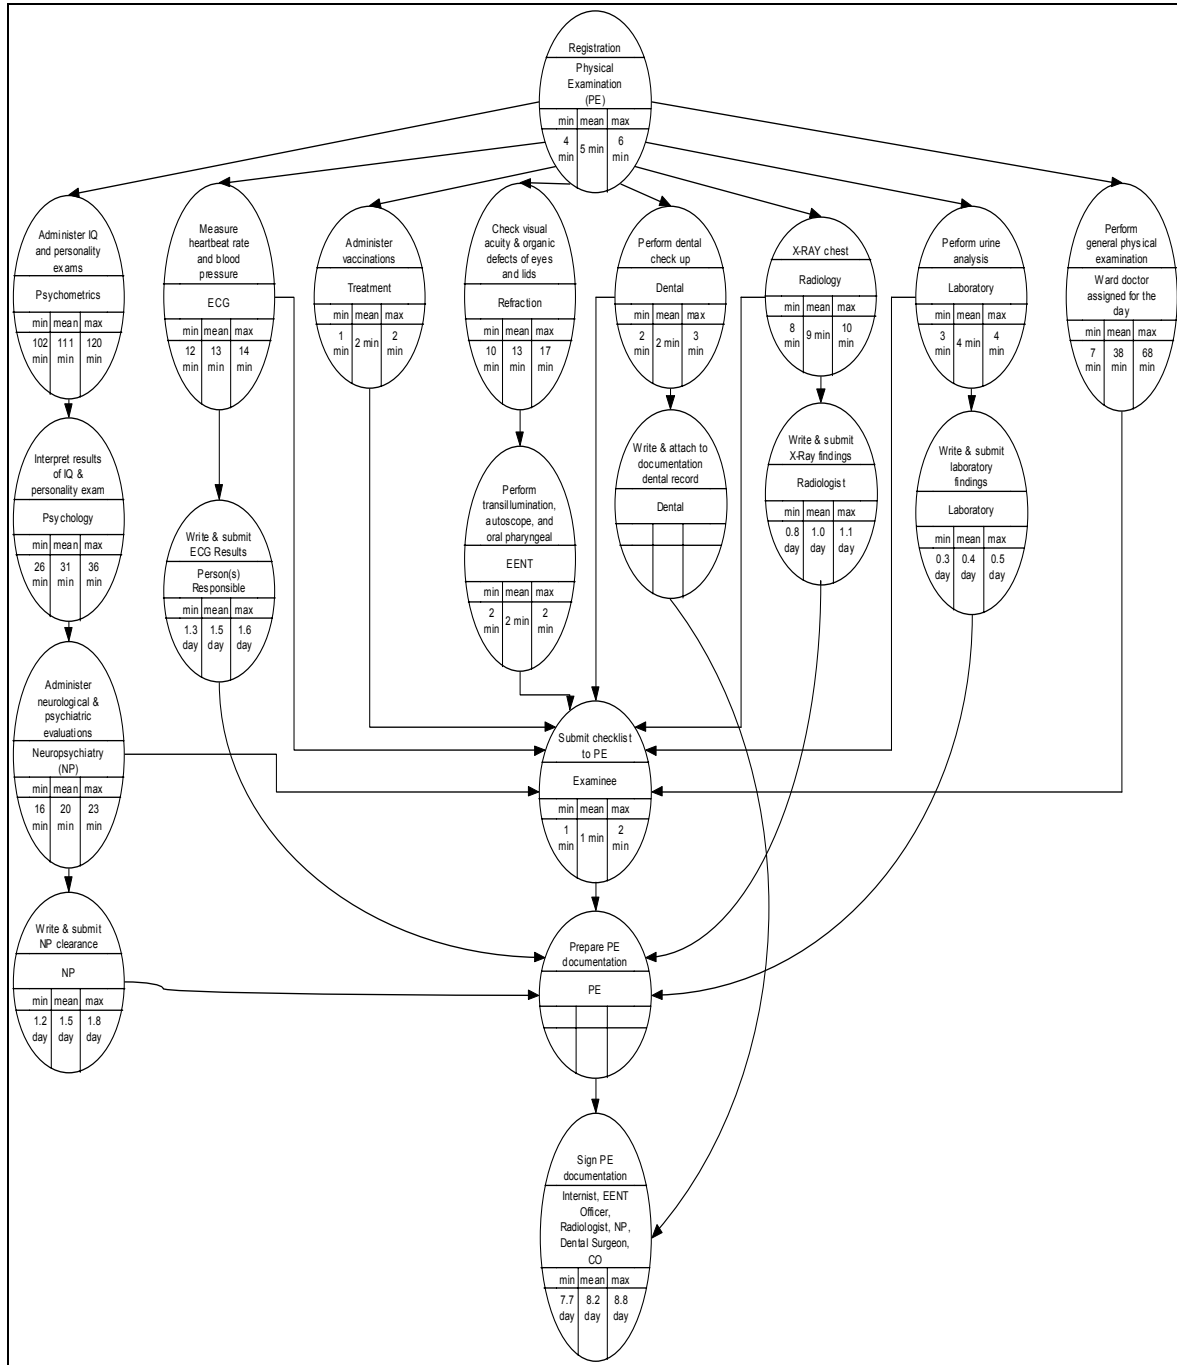 Registration
Physical
Examination
(PE)
min mean max
4 min 5 min 6 min
Administer IQ
and personality
exams
Psychometrics
min mean max
102 min 111 min 120 min
Measure
heartbeat rate
and blood
pressure
ECG
min mean max
12 min 13 min 14 min
Administer
vaccinations
Treatment
min mean max
1 min 2 min 2 min
Check visual
acuity & organic
defects of eyes
and lids
Refraction
min mean max
10 min 13 min 17 min
Perform dental
check up
Dental
min mean max
2 min 2 min 3 min
X-RAY chest
Radiology
min mean max
8 min 9 min 10 min
Perform urine
analysis
Laboratory
min mean max
3 min 4 min 4 min
Perform
general physical
examination
Ward doctor
assigned for the
day
min mean max
7 min 38 min 68 min
Interpret results
of IQ &
personality exam
Psychology
min mean max
26 min 31 min 36 min
Write & submit
ECG Results
Person(s)
Responsible
min mean max
1.3 day 1.5 day 1.6 day
Perform
transillumination,
autoscope, and
oral pharyngeal
EENT
min mean max
2 min 2 min 2 min
Write & attach to
documentation
dental record
Dental
Write & submit
X-Ray findings
Radiologist
min mean max
0.8 day 1.0 day 1.1 day
Write & submit
laboratory
findings
Laboratory
min mean max
0.3 day 0.4 day 0.5 day
Administer
neurological &
psychiatric
evaluations
Neuropsychiatry
(NP)
min mean max
16 min 20 min 23 min
Submit checklist
to PE
Examinee
min mean max
1 min 1 min 2 min
Write & submit
NP clearance
NP
min mean max
1.2 day 1.5 day 1.8 day
Prepare PE
documentation
PE
Sign PE
documentation
Internist, EENT
Officer,
Radiologist, NP,
Dental Surgeon,
CO
min mean max
7.7 day 8.2 day 8.8 day